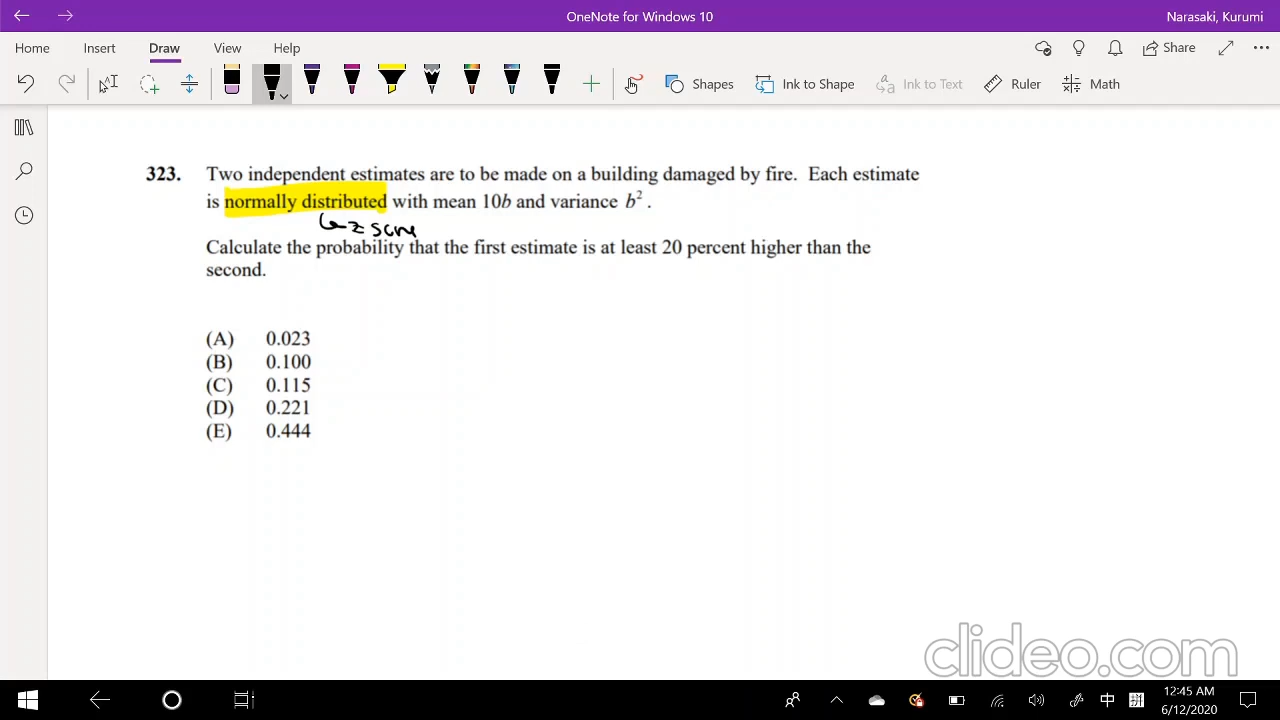 OneNote for Windows 10
Narasaki, Kurumi
Home Insert Draw View Help
Share
Shapes Ink to Shape Ink to Text Ruler Math
323. Two independent estimates are to be made on a building damaged by fire. Each estimate
is normally distributed with mean 10b and variance b².
z score
Calculate the probability that the first estimate is at least 20 percent higher than the
second.
(A) 0.023
(B) 0.100
(C) 0.115
(D) 0.221
(E) 0.444
clideo.com
中 拼 12:45 AM
6/12/2020